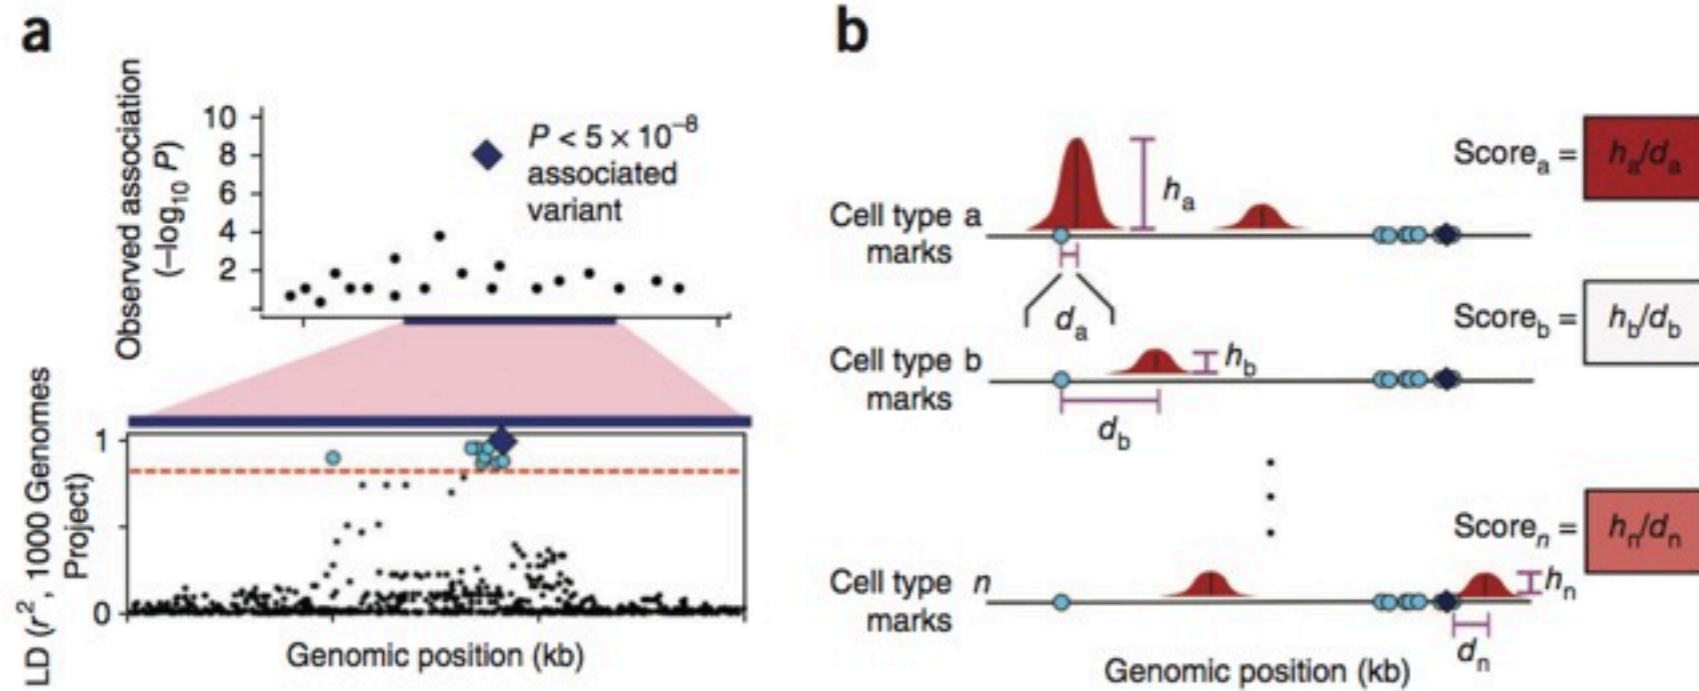 a
Observed association
(–log10 P)
10
8
6
4
2
P < 5 × 10–8
associated
variant
LD (r2, 1000 Genomes
Project)
1
0
Genomic position (kb)
b
Cell type a
marks
ha
da
Scorea = ha/da
Cell type b
marks
hb
db
Scoreb = hb/db
Cell type n
marks
hn
dn
Scoren = hn/dn
Genomic position (kb)